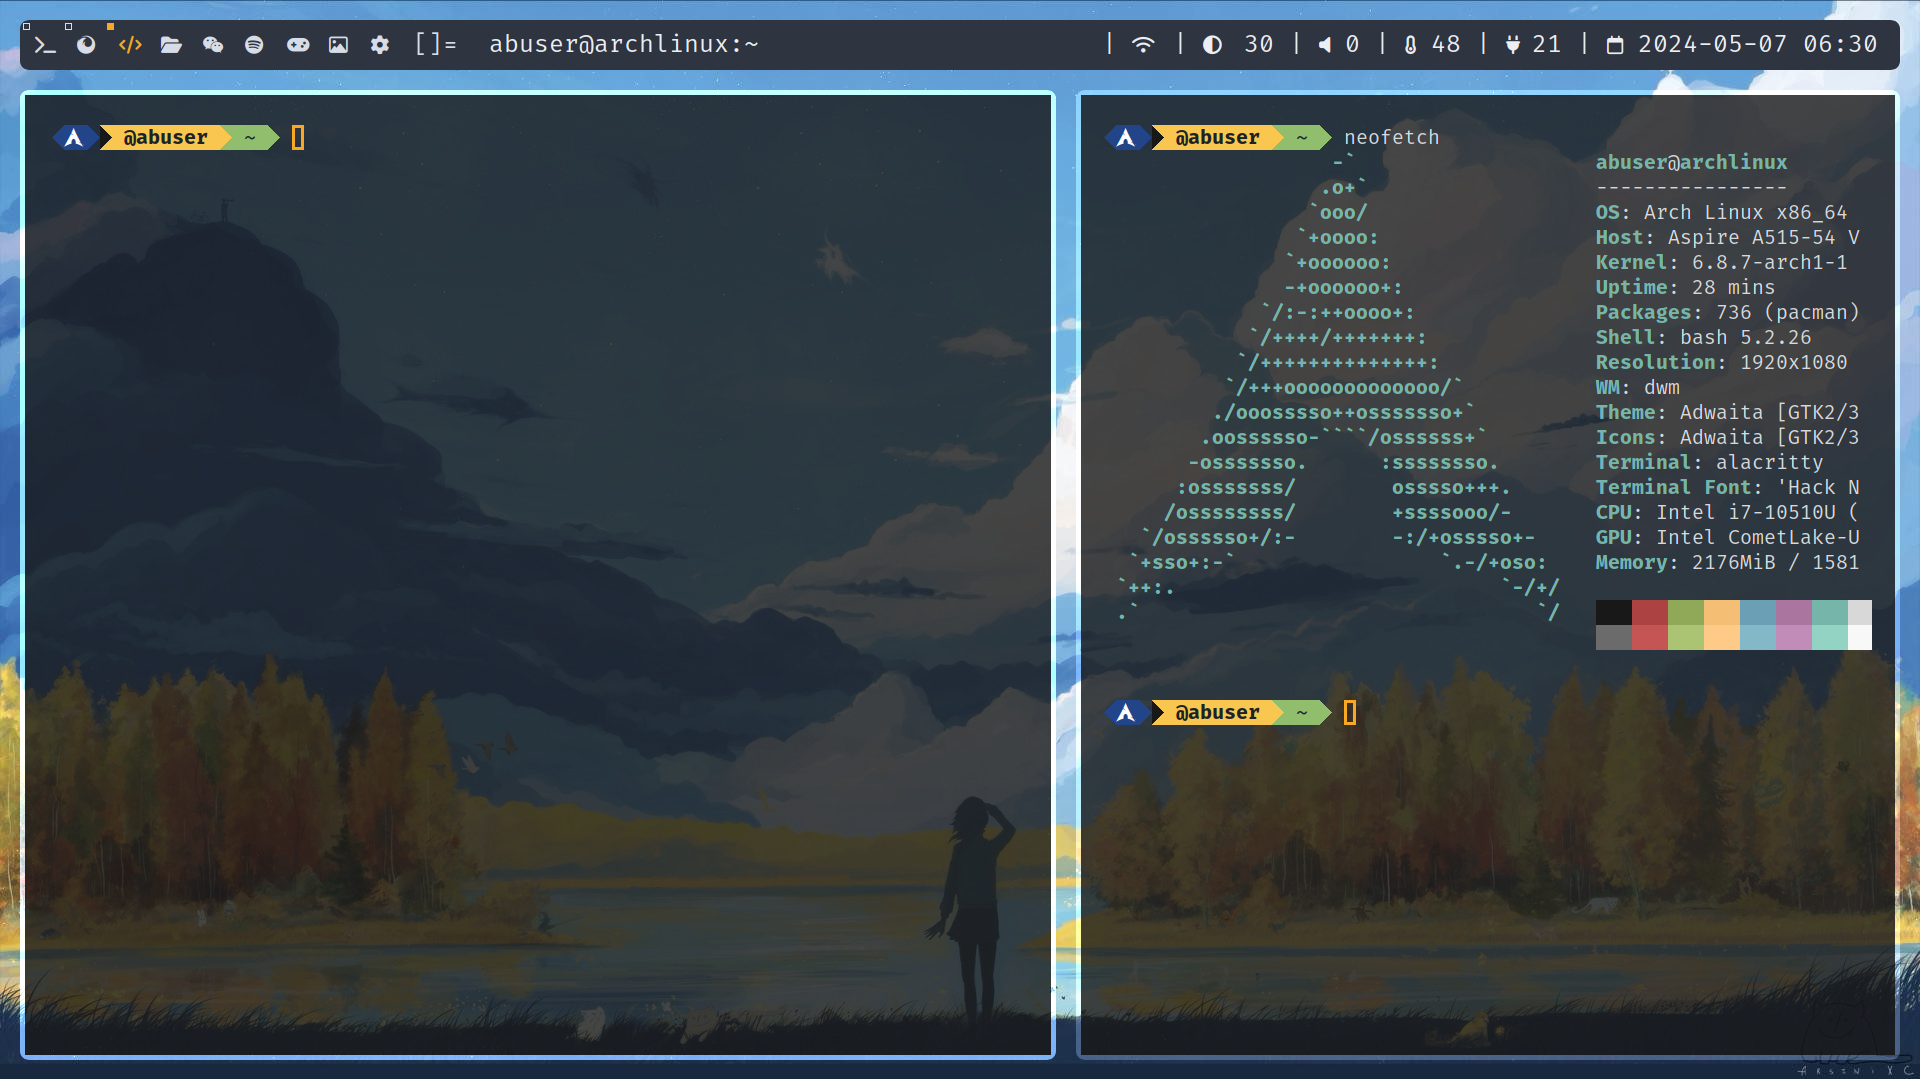 []= abuser@archlinux:~ | | 30 | 0 | 48 | 21 | 2024-05-07 06:30
@abuser ~
@abuser ~ neofetch
-`
.o+`
`ooo/
`+oooo:
`+oooooo:
-+oooooo+:
`/:-:++oooo+:
`/++++/+++++++:
`/++++++++++++++:
`/+++ooooooooooooo/`
./ooosssso++osssssso+`
.oossssso-````/ossssss+`
-osssssso. :ssssssso.
:osssssss/ osssso+++.
/ossssssss/ +ssssooo/-
`/ossssso+/:- -:/+osssso+-
`+sso+:-` `.-/+oso:
`++:. `-/+/
.` `/
abuser@archlinux
----------------
OS: Arch Linux x86_64
Host: Aspire A515-54 V
Kernel: 6.8.7-arch1-1
Uptime: 28 mins
Packages: 736 (pacman)
Shell: bash 5.2.26
Resolution: 1920x1080
WM: dwm
Theme: Adwaita [GTK2/3
Icons: Adwaita [GTK2/3
Terminal: alacritty
Terminal Font: 'Hack N
CPU: Intel i7-10510U (
GPU: Intel CometLake-U
Memory: 2176MiB / 1581
@abuser ~
ArseniXC